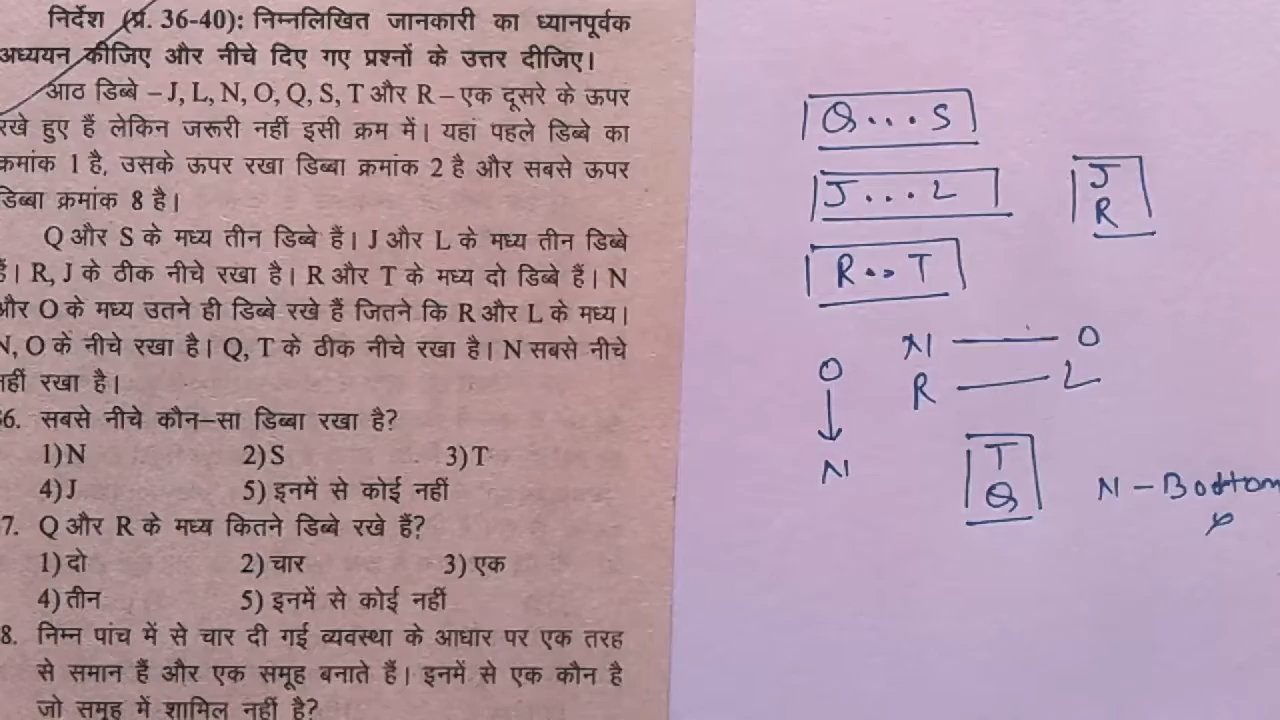 निर्देश (प्र. 36-40): निम्नलिखित जानकारी का ध्यानपूर्वक
अध्ययन कीजिए और नीचे दिए गए प्रश्नों के उत्तर दीजिए।
आठ डिब्बे – J, L, N, O, Q, S, T और R – एक दूसरे के ऊपर
रखे हुए हैं लेकिन जरूरी नहीं इसी क्रम में। यहां पहले डिब्बे का
क्रमांक 1 है, उसके ऊपर रखा डिब्बा क्रमांक 2 है और सबसे ऊपर
डिब्बा क्रमांक 8 है।
Q और S के मध्य तीन डिब्बे हैं। J और L के मध्य तीन डिब्बे
हैं। R, J के ठीक नीचे रखा है। R और T के मध्य दो डिब्बे हैं। N
और O के मध्य उतने ही डिब्बे रखे हैं जितने कि R और L के मध्य।
N, O के नीचे रखा है। Q, T के ठीक नीचे रखा है। N सबसे नीचे
नहीं रखा है।
6. सबसे नीचे कौन-सा डिब्बा रखा है?
1) N 2) S 3) T
4) J 5) इनमें से कोई नहीं
7. Q और R के मध्य कितने डिब्बे रखे हैं?
1) दो 2) चार 3) एक
4) तीन 5) इनमें से कोई नहीं
8. निम्न पांच में से चार दी गई व्यवस्था के आधार पर एक तरह
से समान हैं और एक समूह बनाते हैं। इनमें से एक कौन है
जो समूह में शामिल नहीं है?
Q...S
J...L
J
R
R..T
N — O
R — L
O
↓
N
T
Q
N - Bottom